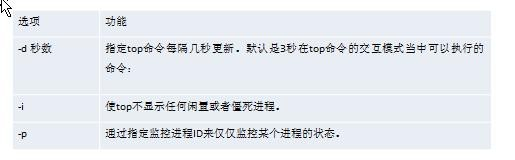 选项 功能
-d 秒数 指定top命令每隔几秒更新。默认是3秒在top命令的交互模式当中可以执行的
命令：
-i 使top不显示任何闲置或者僵死进程。
-p 通过指定监控进程ID来仅仅监控某个进程的状态。